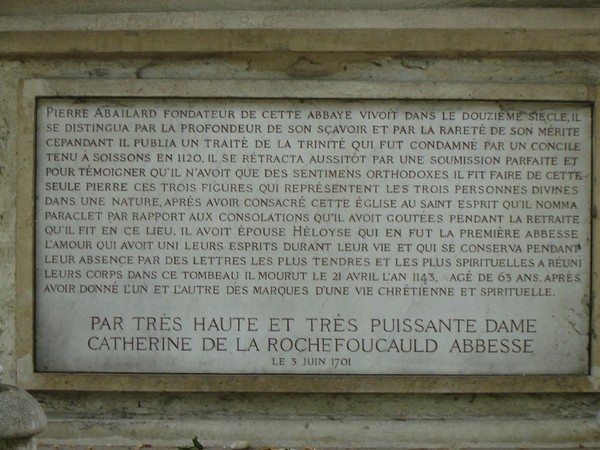 PIERRE ABAILARD FONDATEUR DE CETTE ABBAYE VIVOIT DANS LE DOUZIEME SIECLE, IL
SE DISTINGUA PAR LA PROFONDEUR DE SON SÇAVOIR ET PAR LA RARETÉ DE SON MÉRITE
CEPANDANT IL PUBLIA UN TRAITÉ DE LA TRINITÉ QUI FUT CONDAMNÉ PAR UN CONCILE
TENU À SOISSONS EN 1120. IL SE RÉTRACTA AUSSITÔT PAR UNE SOUMISSION PARFAITE ET
POUR TÉMOIGNER QU'IL N'AVOIT QUE DES SENTIMENS ORTHODOXES IL FIT FAIRE DE CETTE
SEULE PIERRE CES TROIS FIGURES QUI REPRÉSENTENT LES TROIS PERSONNES DIVINES
DANS UNE NATURE, APRÉS AVOIR CONSACRÉ CETTE ÉGLISE AU SAINT ESPRIT QU'IL NOMMA
PARACLET PAR RAPPORT AUX CONSOLATIONS QU'IL AVOIT GOUTÉES PENDANT LA RETRAITE
QU'IL FIT EN CE LIEU. IL AVOIT ÉPOUSÉ HÉLOYSE QUI EN FUT LA PREMIÈRE ABBESSE
L'AMOUR QUI AVOIT UNI LEURS ESPRITS DURANT LEUR VIE ET QUI SE CONSERVA PENDANT
LEUR ABSENCE PAR DES LETTRES LES PLUS TENDRES ET LES PLUS SPIRITUELLES A RÉUNI
LEURS CORPS DANS CE TOMBEAU IL MOURUT LE 21 AVRIL L'AN 1143. AGÉ DE 63 ANS. APRÉS
AVOIR DONNÉ L'UN ET L'AUTRE DES MARQUES D'UNE VIE CHRÉTIENNE ET SPIRITUELLE.
PAR TRÈS HAUTE ET TRÈS PUISSANTE DAME
CATHERINE DE LA ROCHEFOUCAULD ABBESSE
LE 3 JUIN 1701